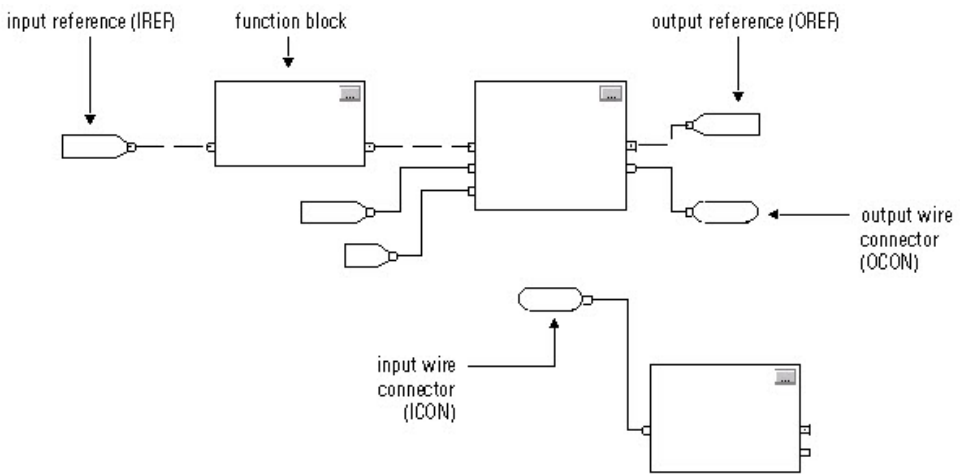 input reference (IREF)
function block
output reference (OREF)
...
...
output wire
connector
(OCON)
input wire
connector
(ICON)
...